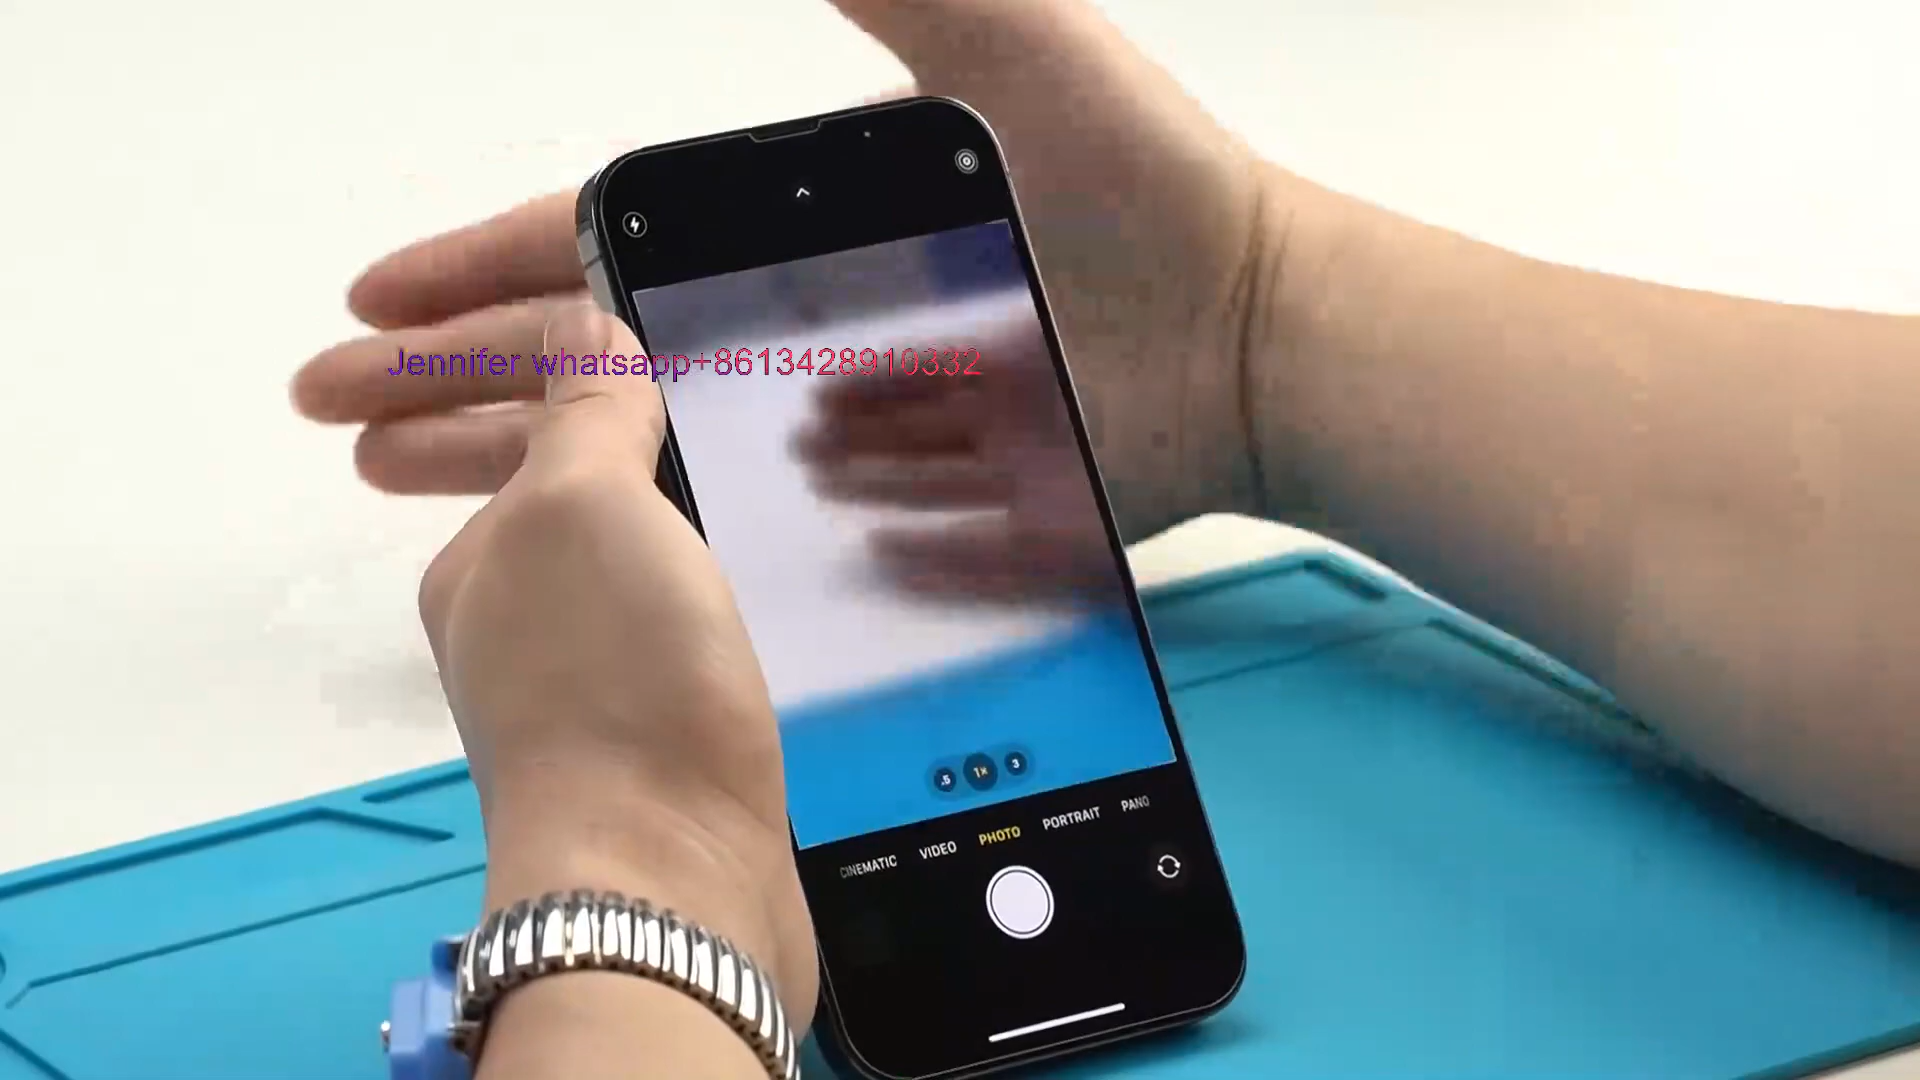 Jennifer whatsapp+8613428910332
.5 1× 3
CINEMATIC VIDEO PHOTO PORTRAIT PANO